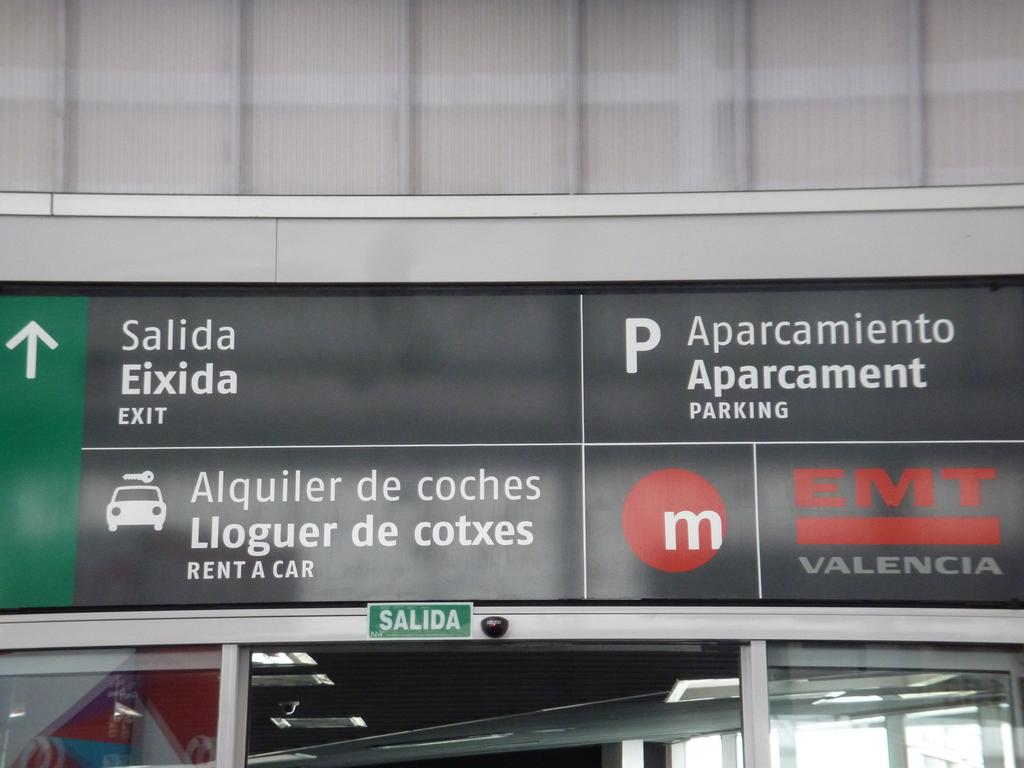 Salida
Eixida
EXIT
P
Aparcamiento
Aparcament
PARKING
Alquiler de coches
Lloguer de cotxes
RENT A CAR
m
EMT
VALENCIA
SALIDA